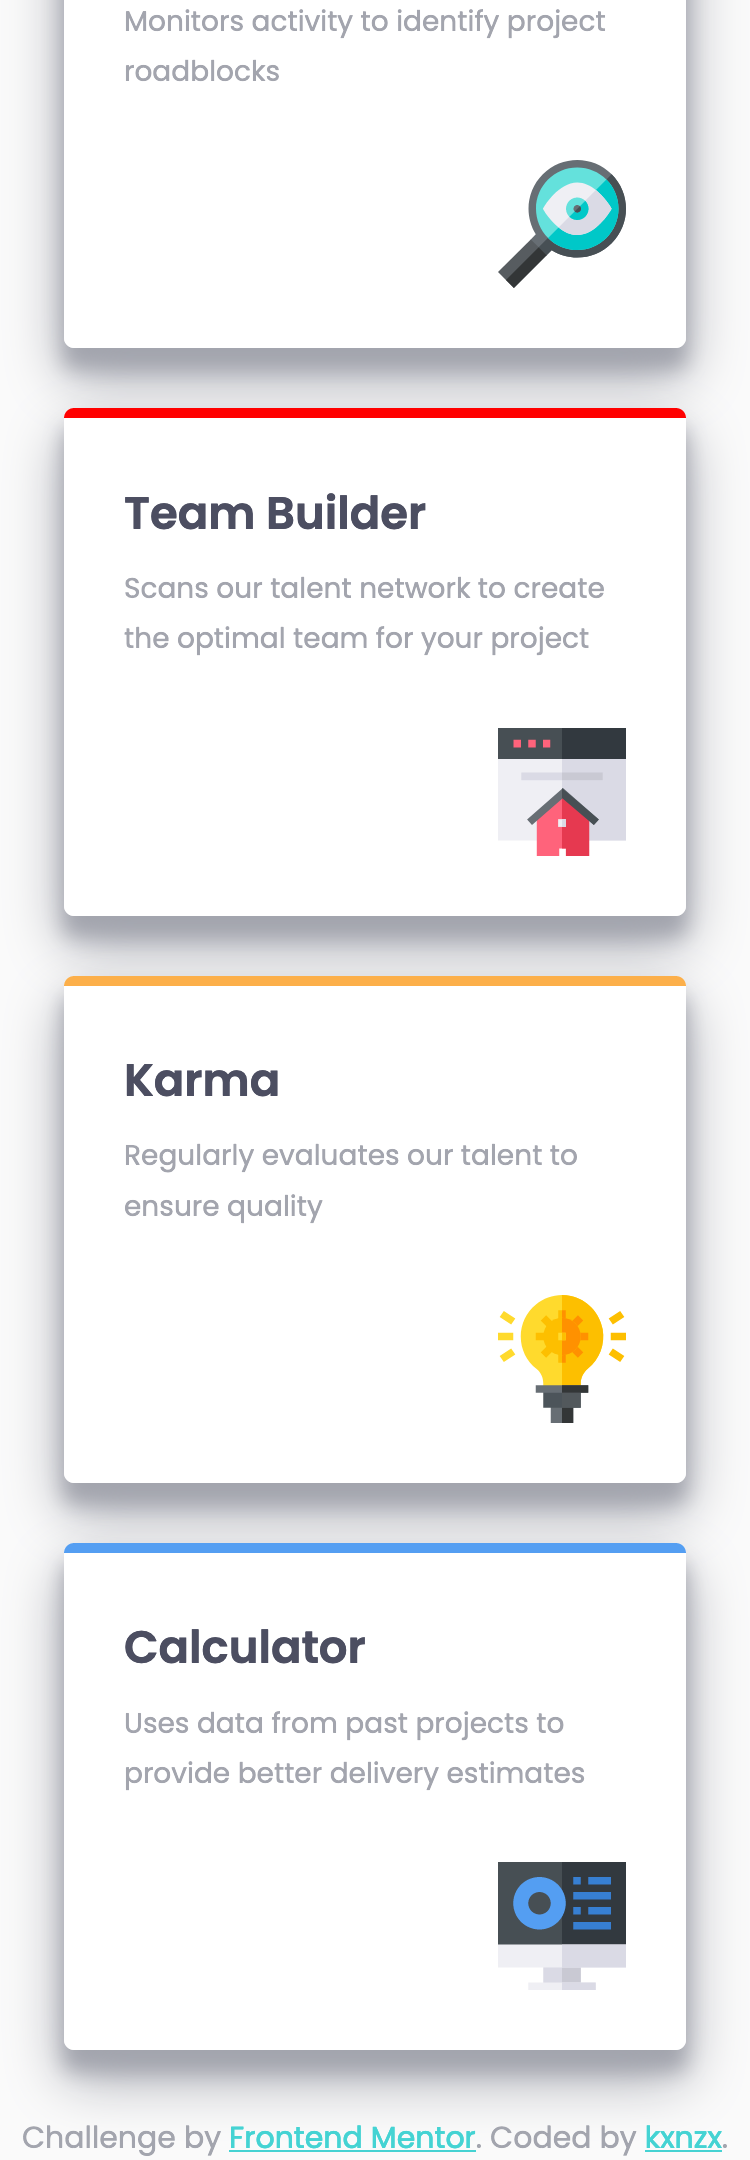 Monitors activity to identify project
roadblocks
Team Builder
Scans our talent network to create
the optimal team for your project
Karma
Regularly evaluates our talent to
ensure quality
Calculator
Uses data from past projects to
provide better delivery estimates
Challenge by Frontend Mentor. Coded by kxnzx.